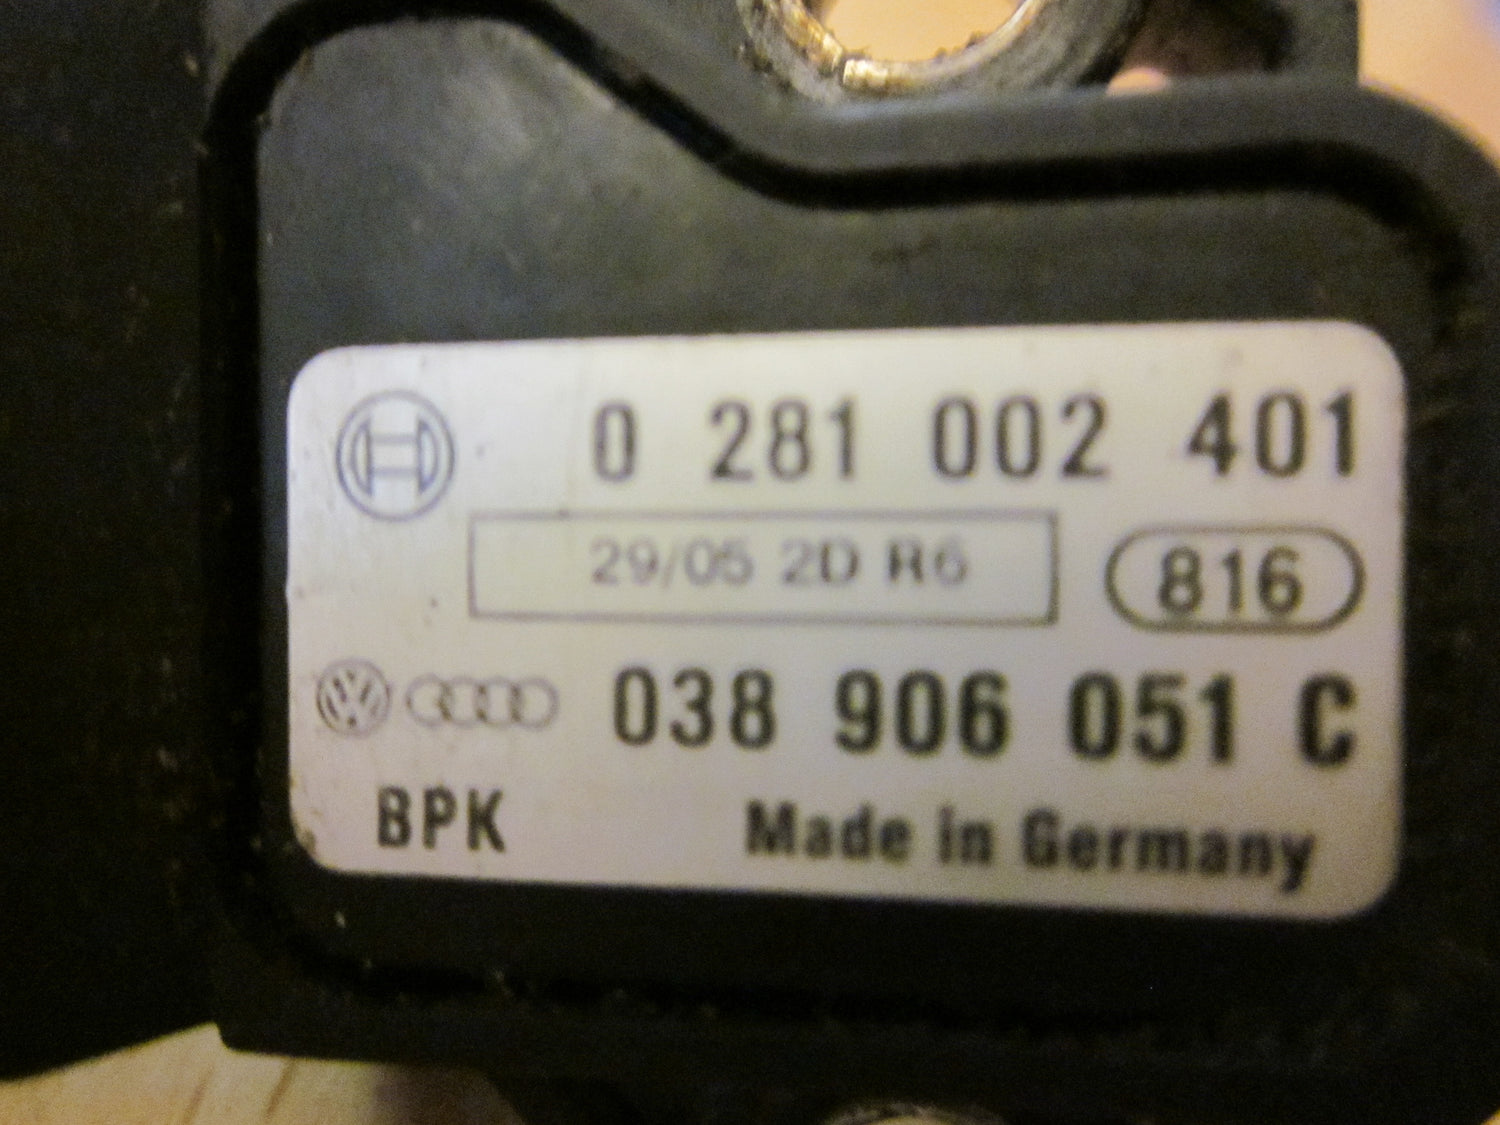 0 281 002 401
29/05 2D R6
816
038 906 051 C
BPK
Made in Germany